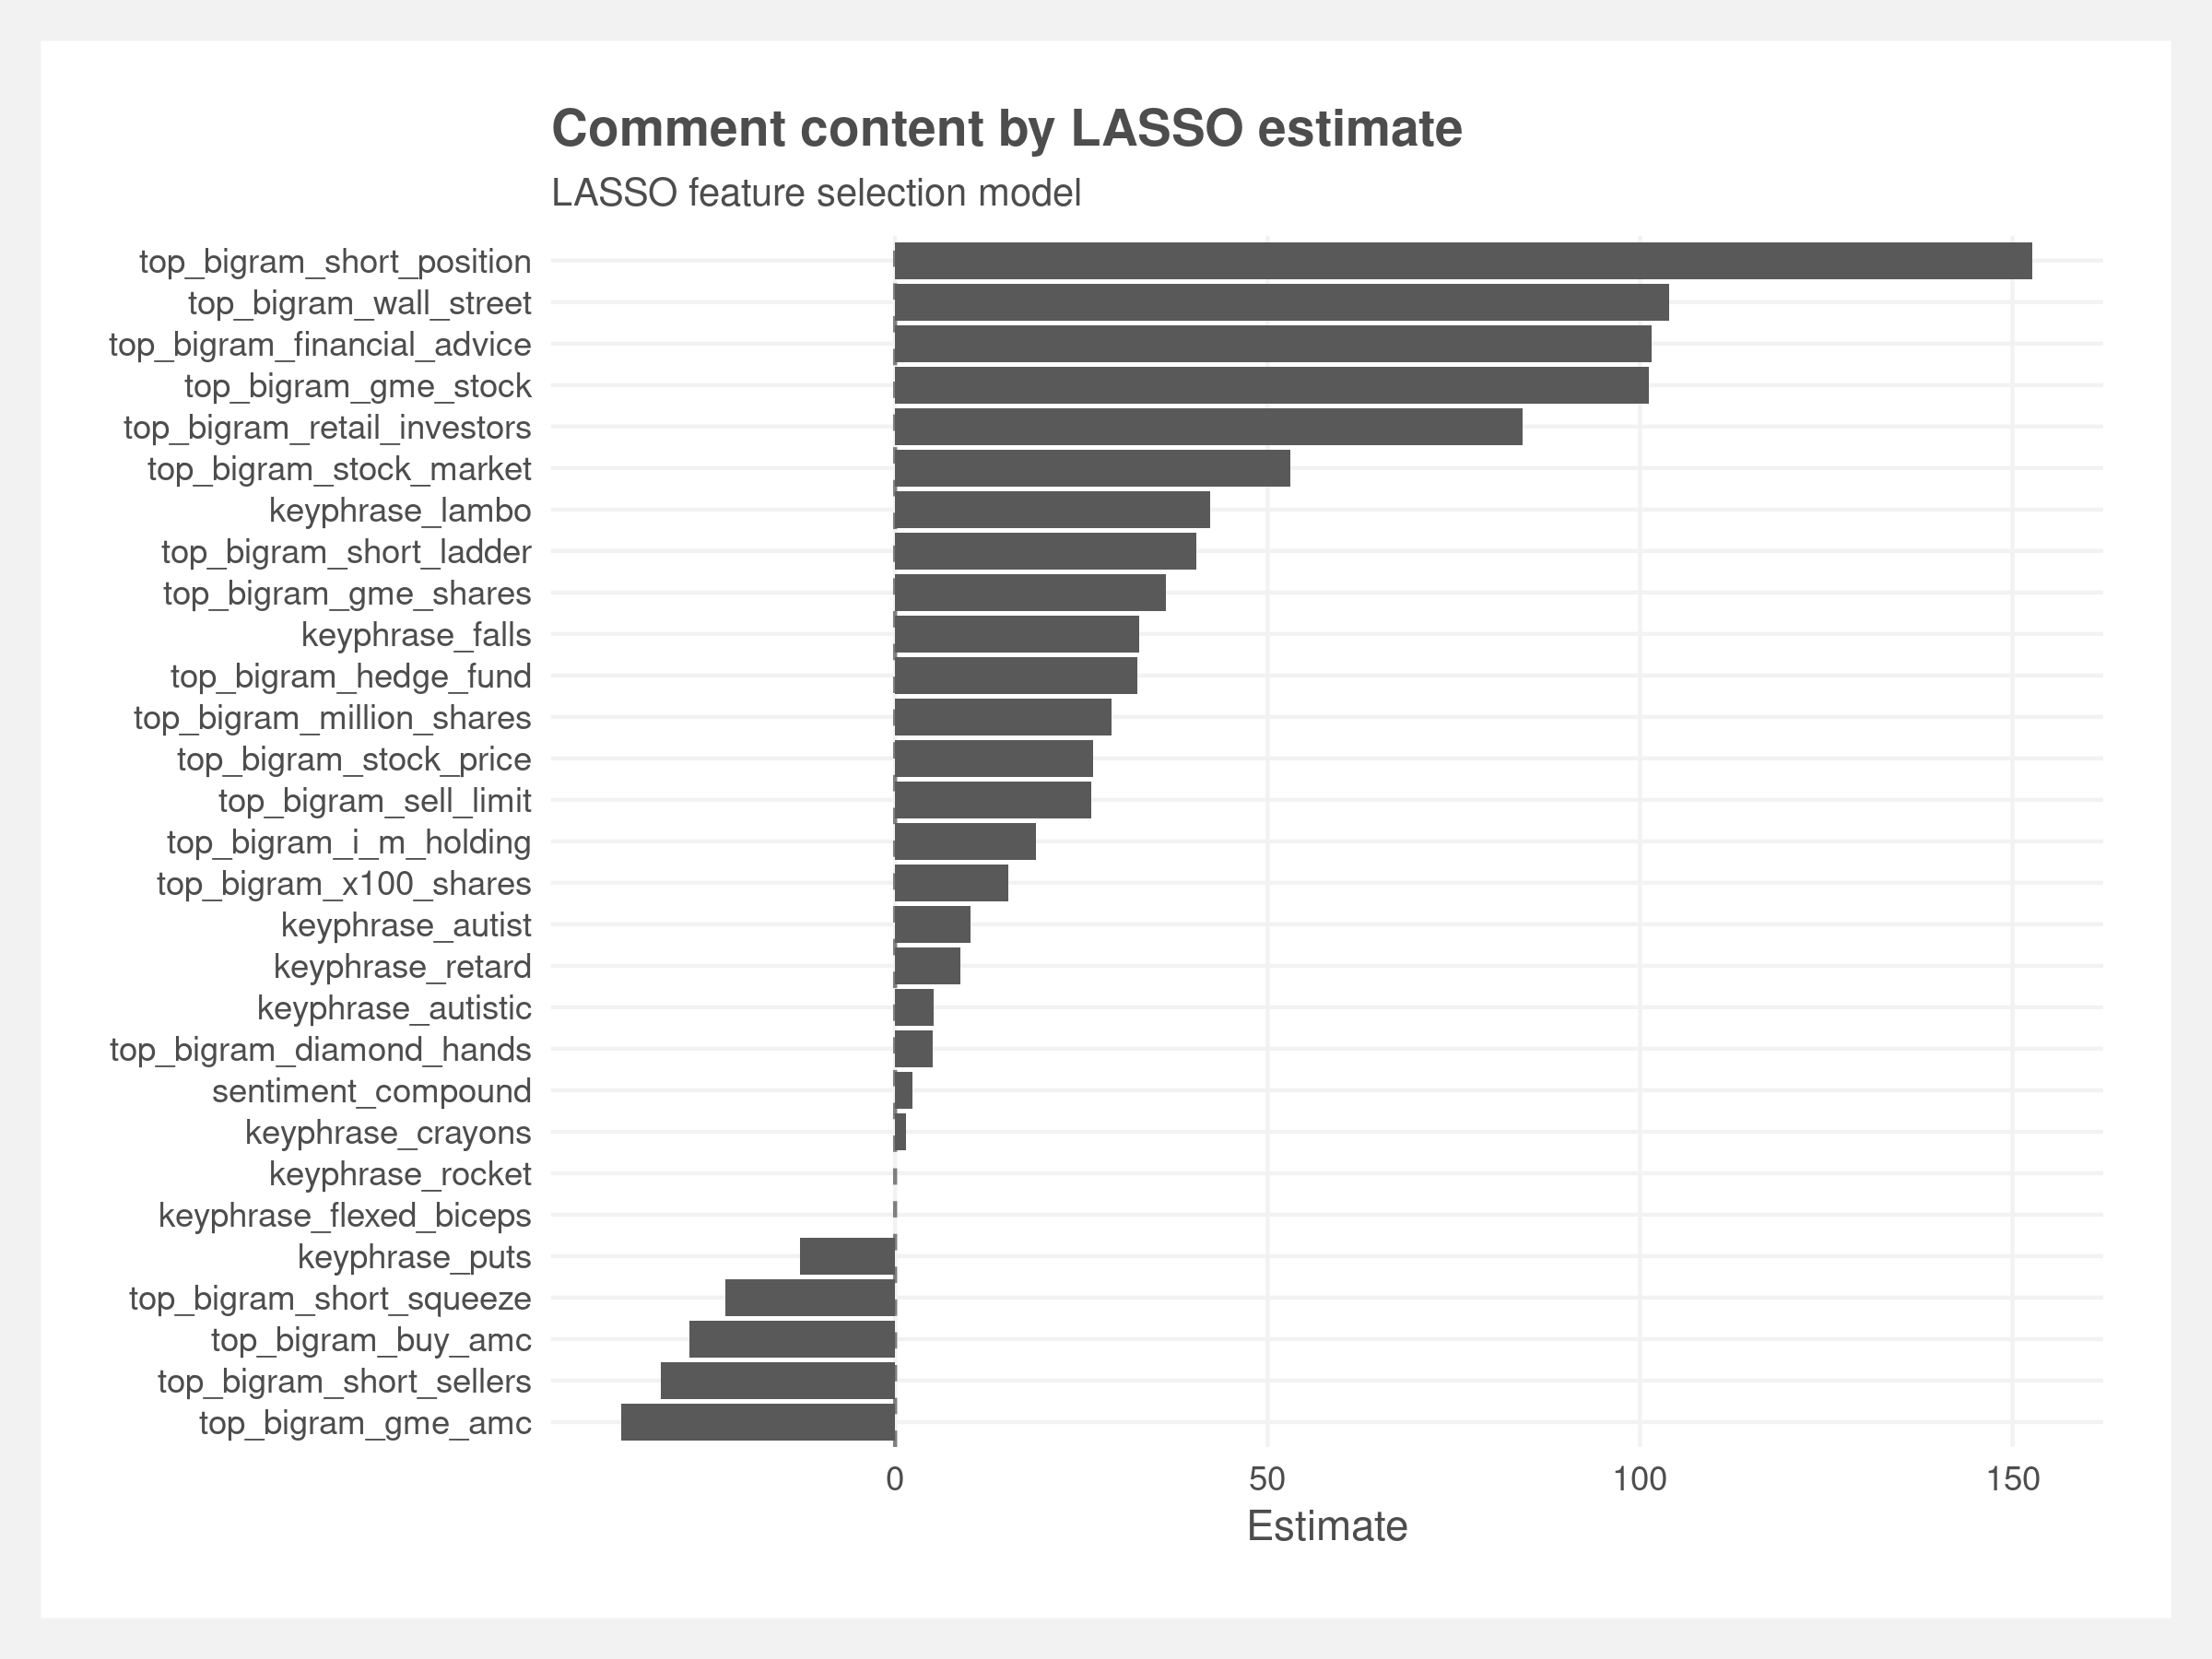 Comment content by LASSO estimate
LASSO feature selection model
top_bigram_short_position
top_bigram_wall_street
top_bigram_financial_advice
top_bigram_gme_stock
top_bigram_retail_investors
top_bigram_stock_market
keyphrase_lambo
top_bigram_short_ladder
top_bigram_gme_shares
keyphrase_falls
top_bigram_hedge_fund
top_bigram_million_shares
top_bigram_stock_price
top_bigram_sell_limit
top_bigram_i_m_holding
top_bigram_x100_shares
keyphrase_autist
keyphrase_retard
keyphrase_autistic
top_bigram_diamond_hands
sentiment_compound
keyphrase_crayons
keyphrase_rocket
keyphrase_flexed_biceps
keyphrase_puts
top_bigram_short_squeeze
top_bigram_buy_amc
top_bigram_short_sellers
top_bigram_gme_amc
0 50 100 150
Estimate